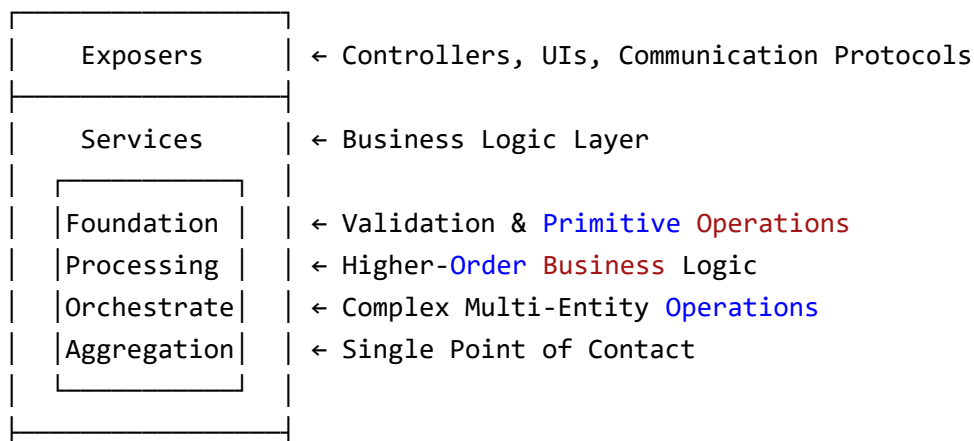 Exposers ← Controllers, UIs, Communication Protocols
Services ← Business Logic Layer
Foundation ← Validation & Primitive Operations
Processing ← Higher-Order Business Logic
Orchestrate ← Complex Multi-Entity Operations
Aggregation ← Single Point of Contact